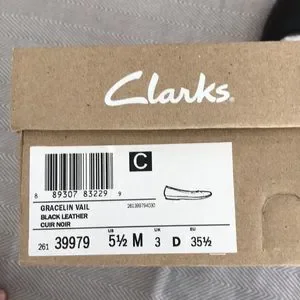 Clarks®
C
8 89307 83229 9
GRACELIN VAIL
BLACK LEATHER
CUIR NOIR
US UK EU
261 39979 5½ M 3 D 35½